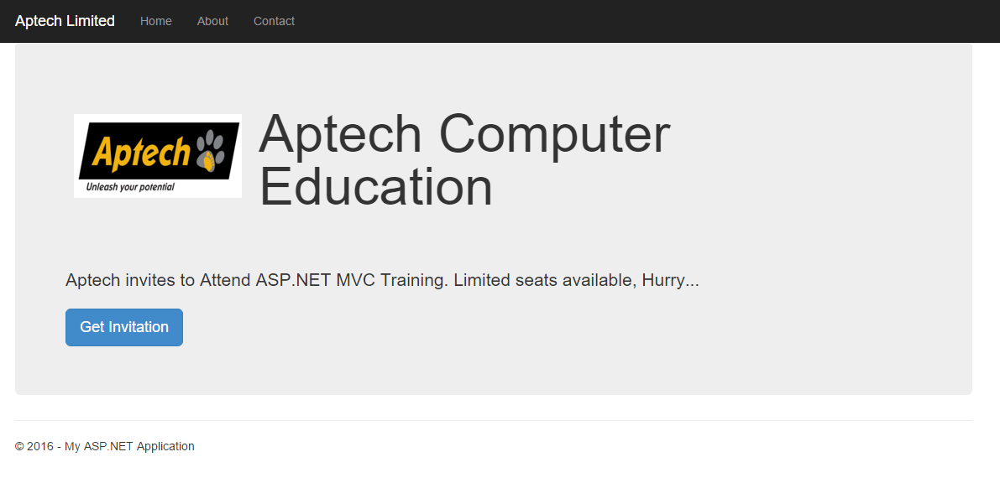 Aptech Limited Home About Contact
Aptech
Unleash your potential
Aptech Computer
Education
Aptech invites to Attend ASP.NET MVC Training. Limited seats available, Hurry...
Get Invitation
© 2016 - My ASP.NET Application